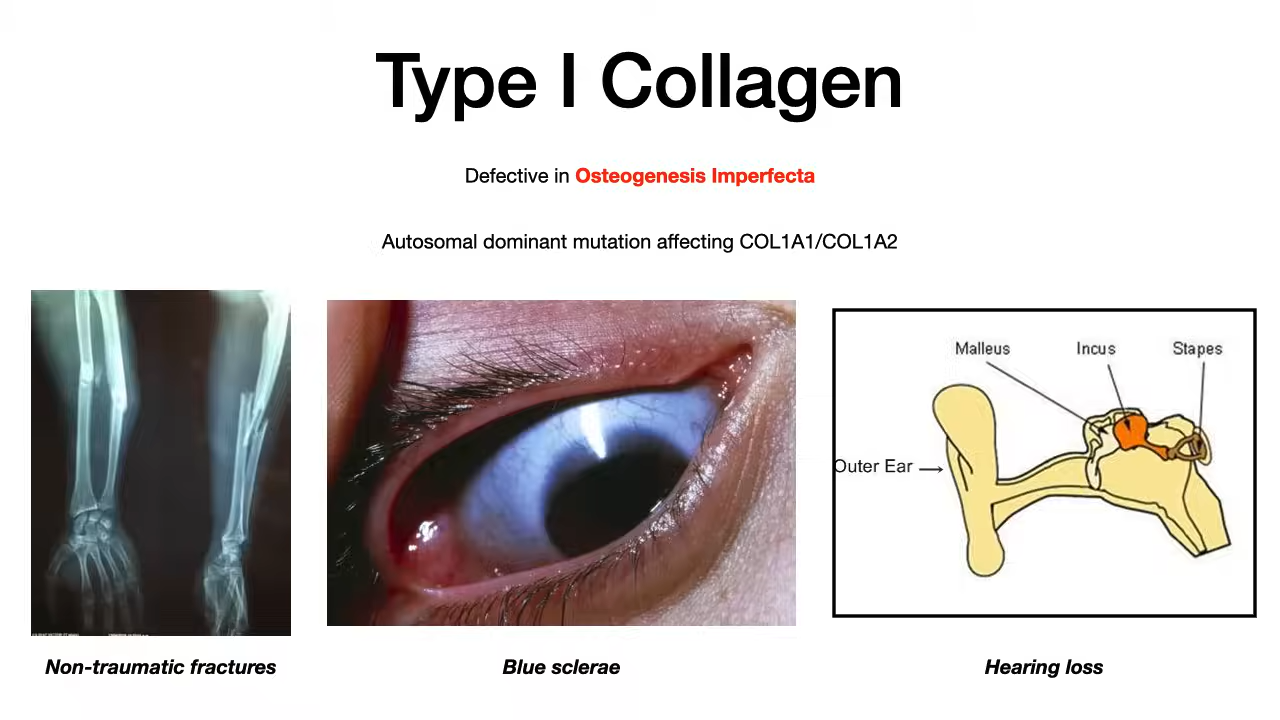 Type I Collagen
Defective in Osteogenesis Imperfecta
Autosomal dominant mutation affecting COL1A1/COL1A2
Malleus Incus Stapes
Outer Ear
Non-traumatic fractures
Blue sclerae
Hearing loss